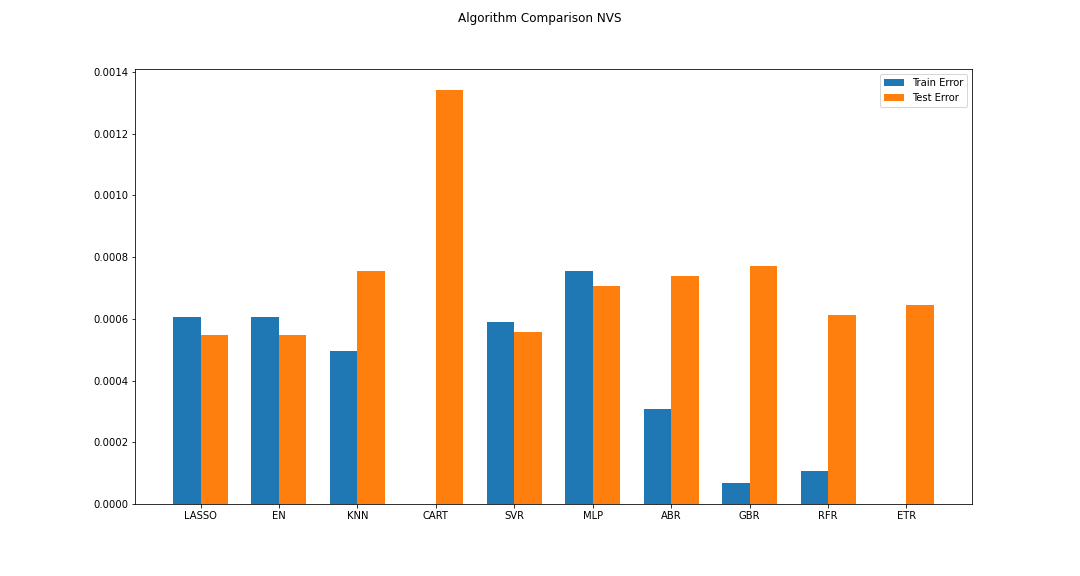 Algorithm Comparison NVS
0.0014
0.0012
0.0010
0.0008
0.0006
0.0004
0.0002
0.0000
Train Error
Test Error
LASSO EN KNN CART SVR MLP ABR GBR RFR ETR